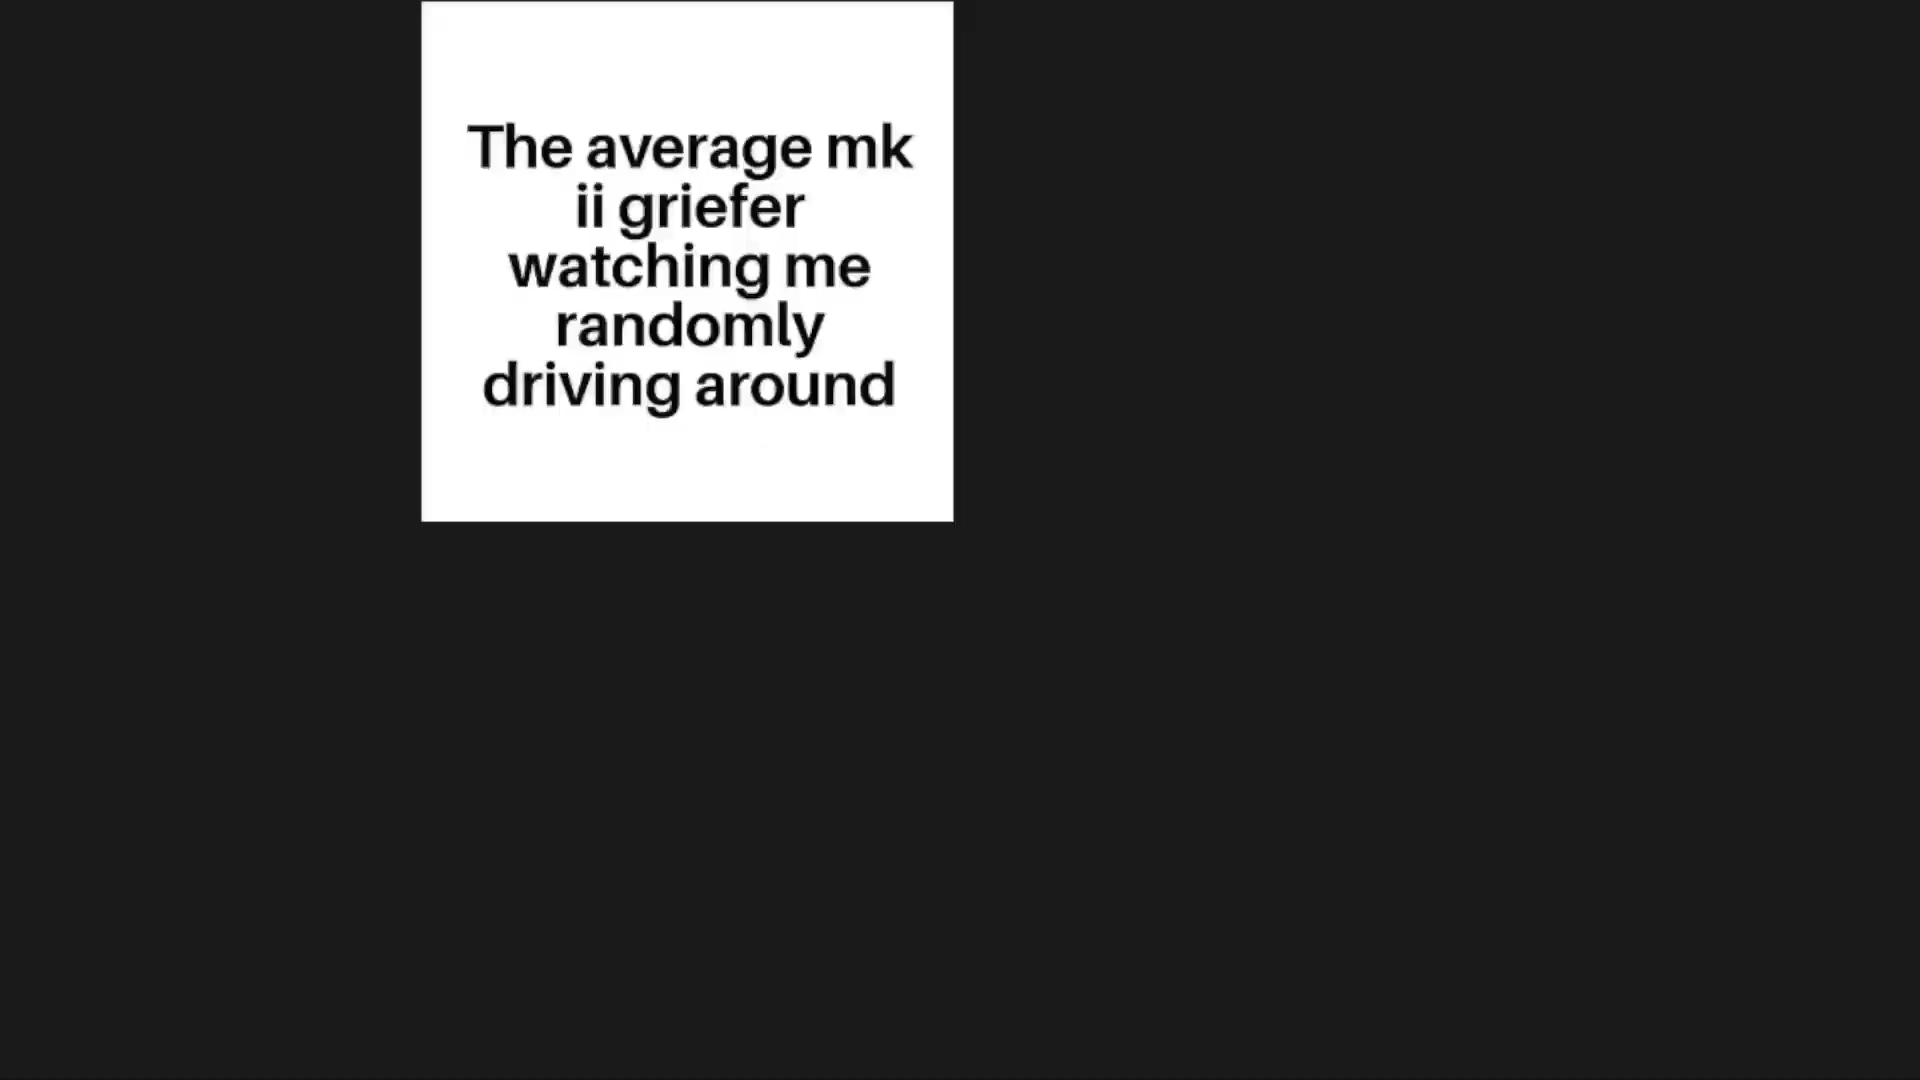 The average mk
ii griefer
watching me
randomly
driving around